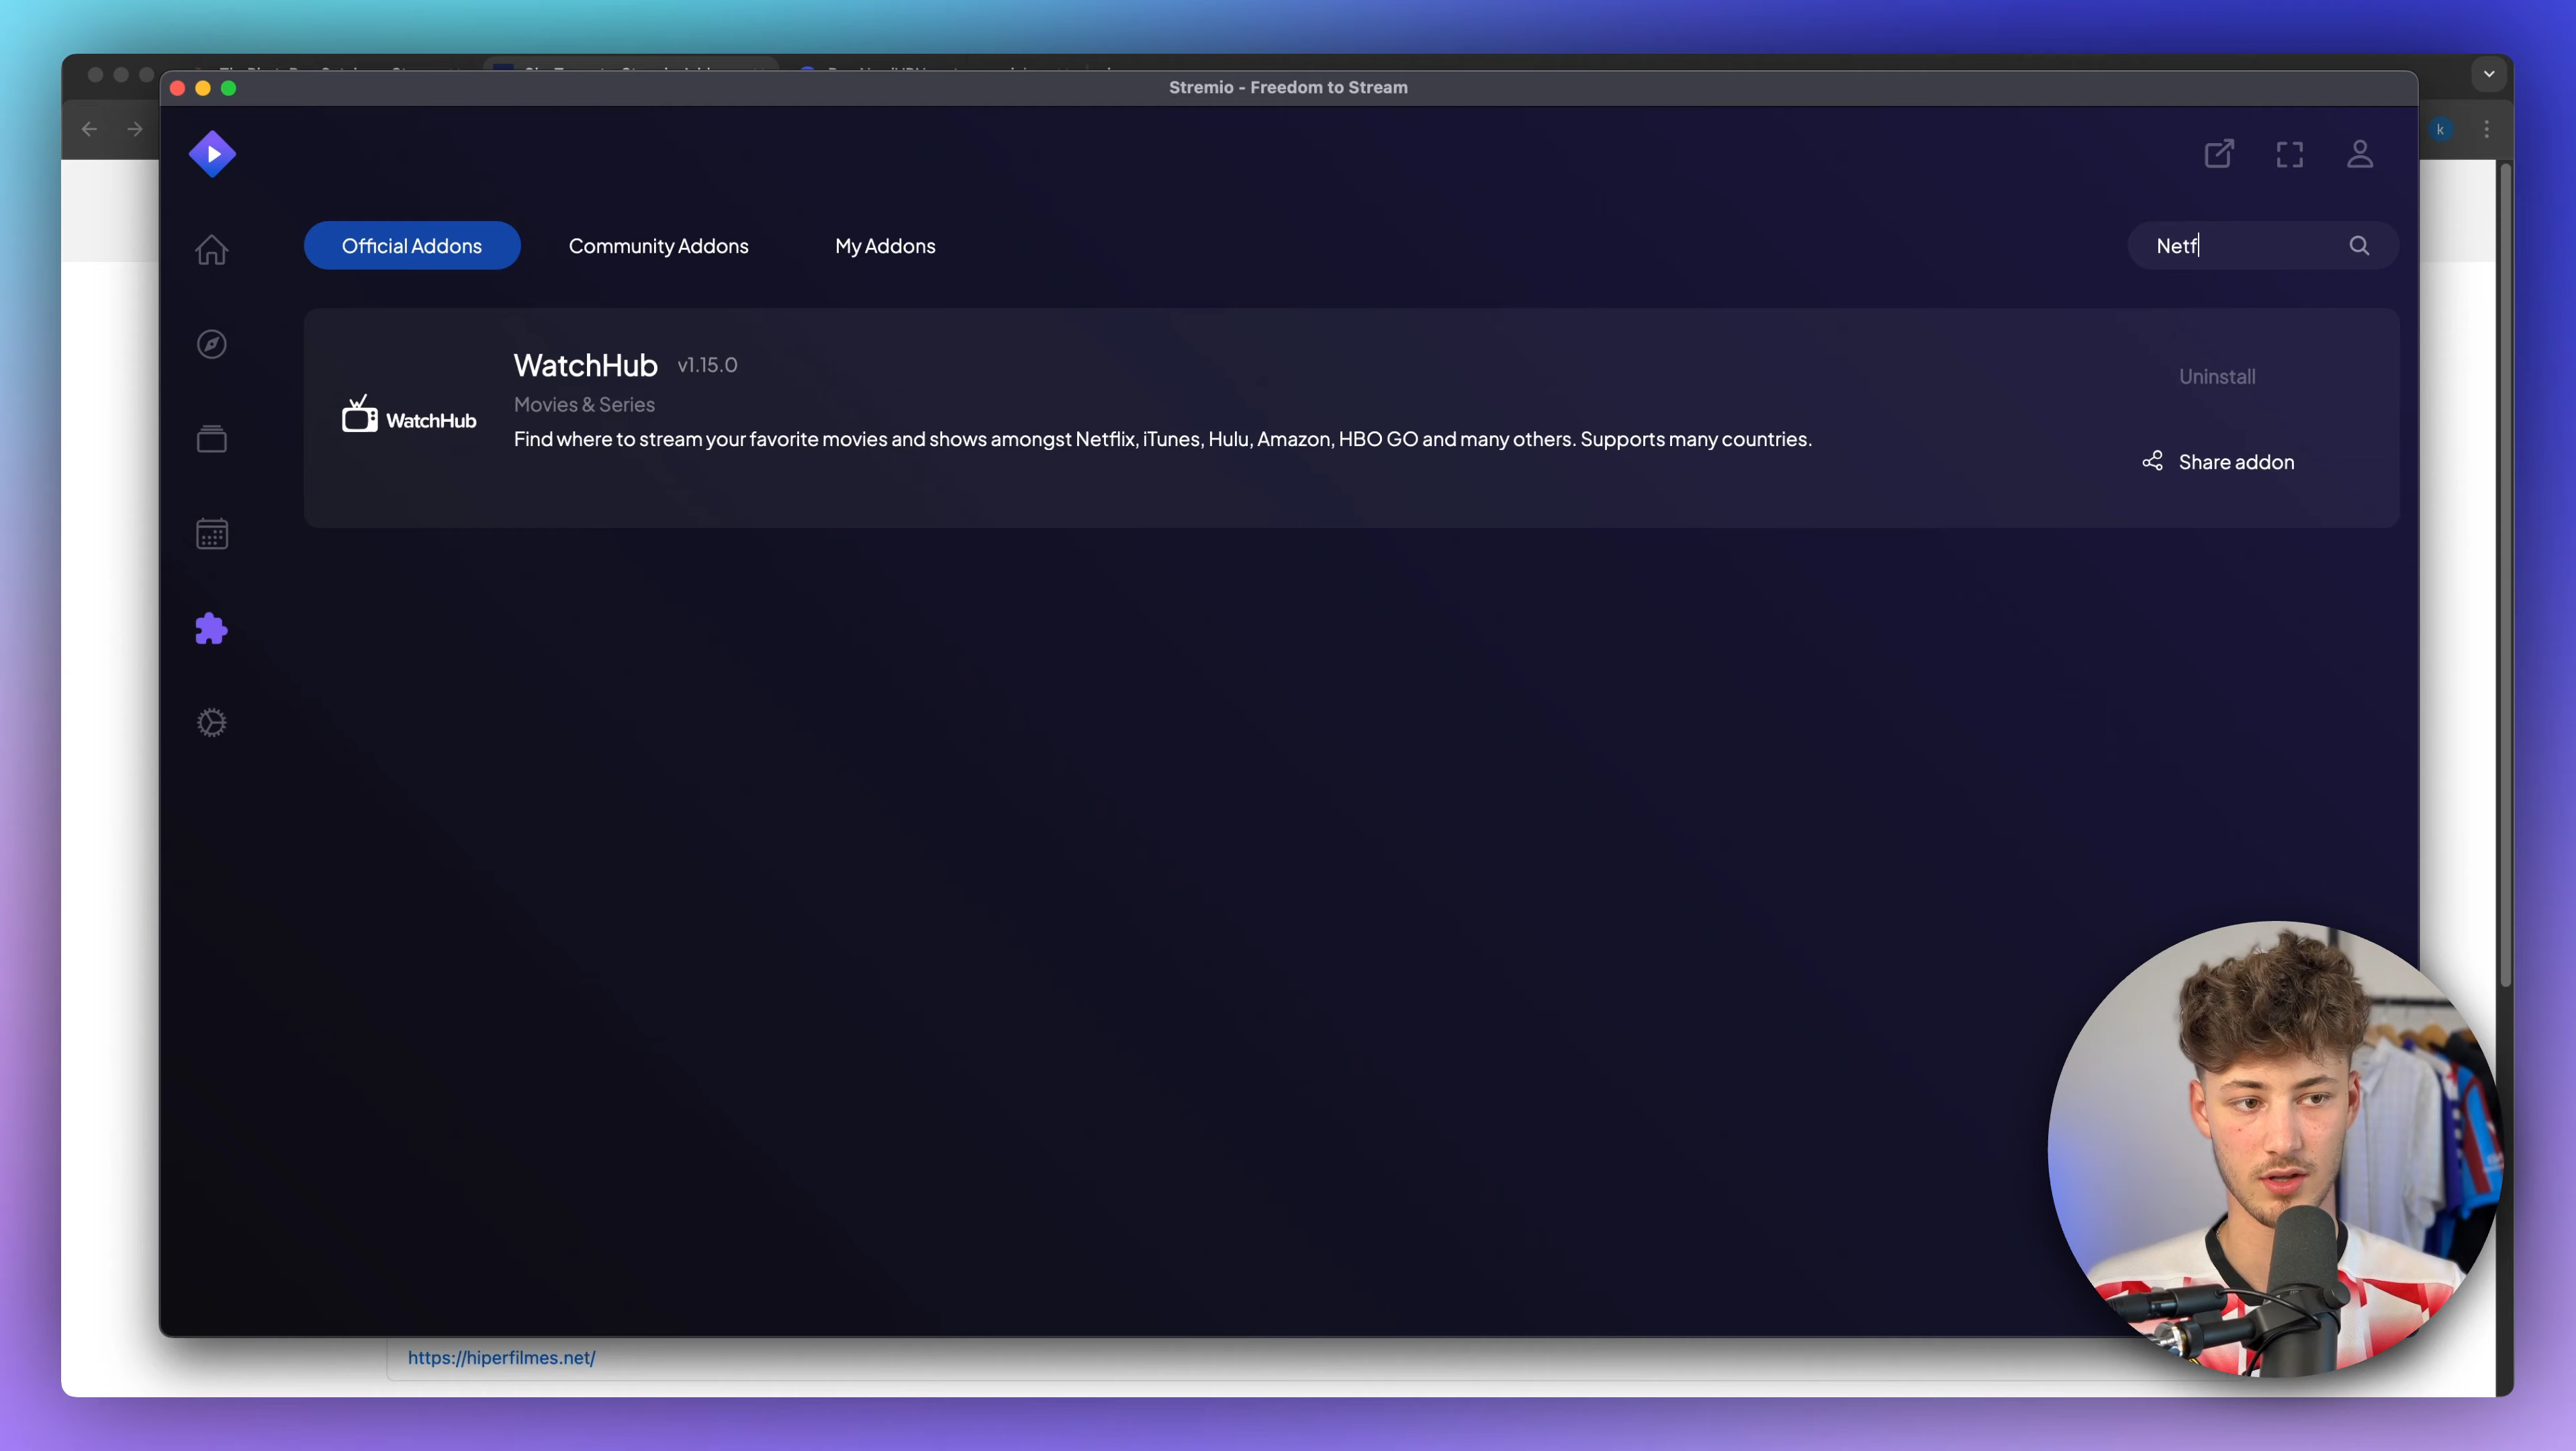 Stremio - Freedom to Stream
k
Official Addons
Community Addons
My Addons
Netf
WatchHub v1.15.0
Movies & Series
Find where to stream your favorite movies and shows amongst Netflix, iTunes, Hulu, Amazon, HBO GO and many others. Supports many countries.
WatchHub
Uninstall
Share addon
https://hiperfilmes.net/